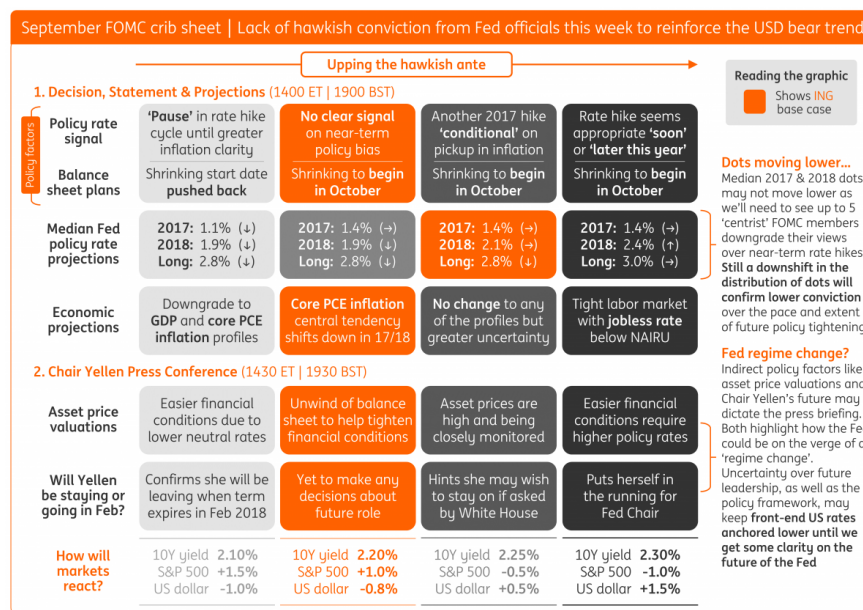 September FOMC crib sheet | Lack of hawkish conviction from Fed officials this week to reinforce the USD bear trend
Upping the hawkish ante
Reading the graphic
Shows ING
base case
1. Decision, Statement & Projections (1400 ET | 1900 BST)
Policy factors
Policy rate
signal
'Pause' in rate hike
cycle until greater
inflation clarity
No clear signal
on near-term
policy bias
Another 2017 hike
'conditional' on
pickup in inflation
Rate hike seems
appropriate 'soon'
or 'later this year'
Balance
sheet plans
Shrinking start date
pushed back
Shrinking to begin
in October
Shrinking to begin
in October
Shrinking to begin
in October
Median Fed
policy rate
projections
2017: 1.1% (↓)
2018: 1.9% (↓)
Long: 2.8% (↓)
2017: 1.4% (→)
2018: 1.9% (↓)
Long: 2.8% (↓)
2017: 1.4% (→)
2018: 2.1% (→)
Long: 2.8% (↓)
2017: 1.4% (→)
2018: 2.4% (↑)
Long: 3.0% (→)
Economic
projections
Downgrade to
GDP and core PCE
inflation profiles
Core PCE inflation
central tendency
shifts down in 17/18
No change to any
of the profiles but
greater uncertainty
Tight labor market
with jobless rate
below NAIRU
Dots moving lower...
Median 2017 & 2018 dots
may not move lower as
we'll need to see up to 5
'centrist' FOMC members
downgrade their views
over near-term rate hikes
Still a downshift in the
distribution of dots will
confirm lower conviction
over the pace and extent
of future policy tightening
2. Chair Yellen Press Conference (1430 ET | 1930 BST)
Asset price
valuations
Easier financial
conditions due to
lower neutral rates
Unwind of balance
sheet to help tighten
financial conditions
Asset prices are
high and being
closely monitored
Easier financial
conditions require
higher policy rates
Will Yellen
be staying or
going in Feb?
Confirms she will be
leaving when term
expires in Feb 2018
Yet to make any
decisions about
future role
Hints she may wish
to stay on if asked
by White House
Puts herself in
the running for
Fed Chair
Fed regime change?
Indirect policy factors like
asset price valuations and
Chair Yellen's future may
dictate the press briefing.
Both highlight how the Fe
could be on the verge of a
'regime change'.
Uncertainty over future
leadership, as well as the
policy framework, may
keep front-end US rates
anchored lower until we
get some clarity on the
future of the Fed
How will
markets
react?
10Y yield 2.10%
S&P 500 +1.5%
US dollar -1.0%
10Y yield 2.20%
S&P 500 +1.0%
US dollar -0.8%
10Y yield 2.25%
S&P 500 -0.5%
US dollar +0.5%
10Y yield 2.30%
S&P 500 -1.0%
US dollar +1.5%